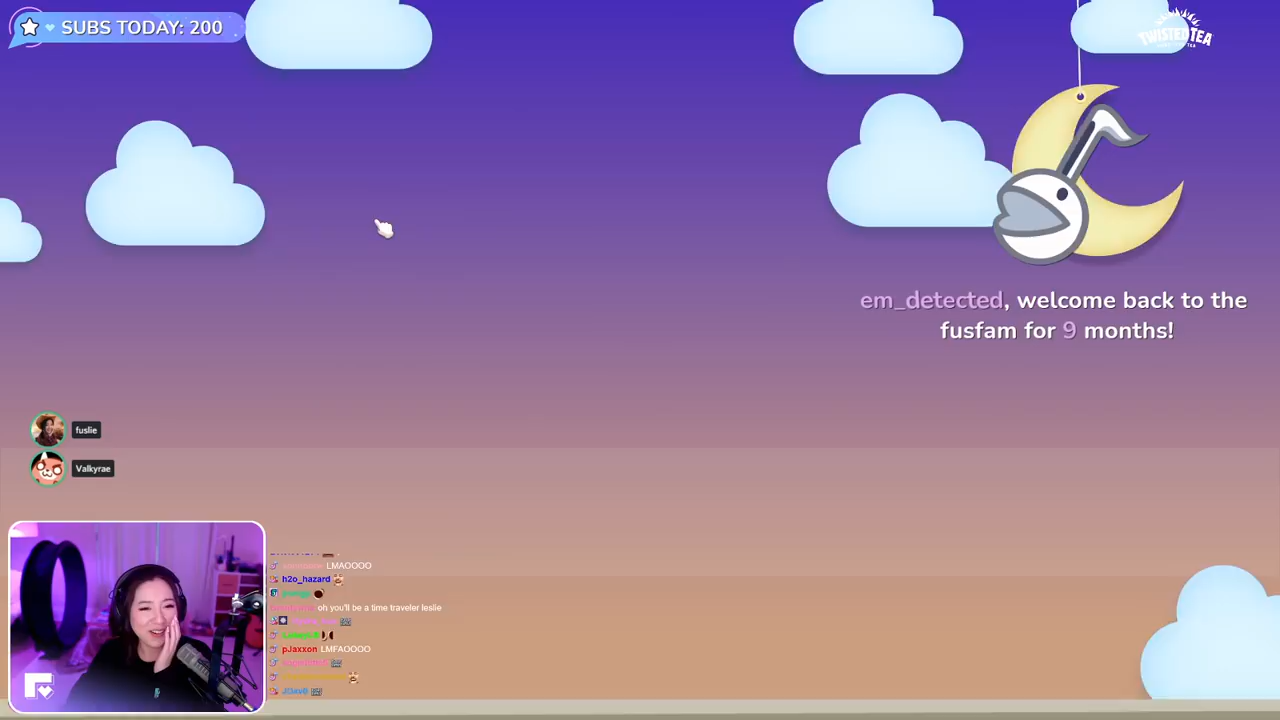 SUBS TODAY: 200
TWISTED TEA
em_detected, welcome back to the
fusfam for 9 months!
fuslie
Valkyrae
LMAOOOO
h2o_hazard
oh you'll be a time traveler leslie
pJaxxon LMFAOOOO